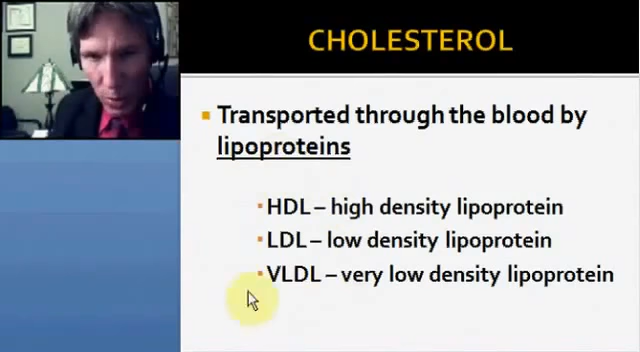 CHOLESTEROL
Transported through the blood by
lipoproteins
HDL – high density lipoprotein
LDL – low density lipoprotein
VLDL – very low density lipoprotein